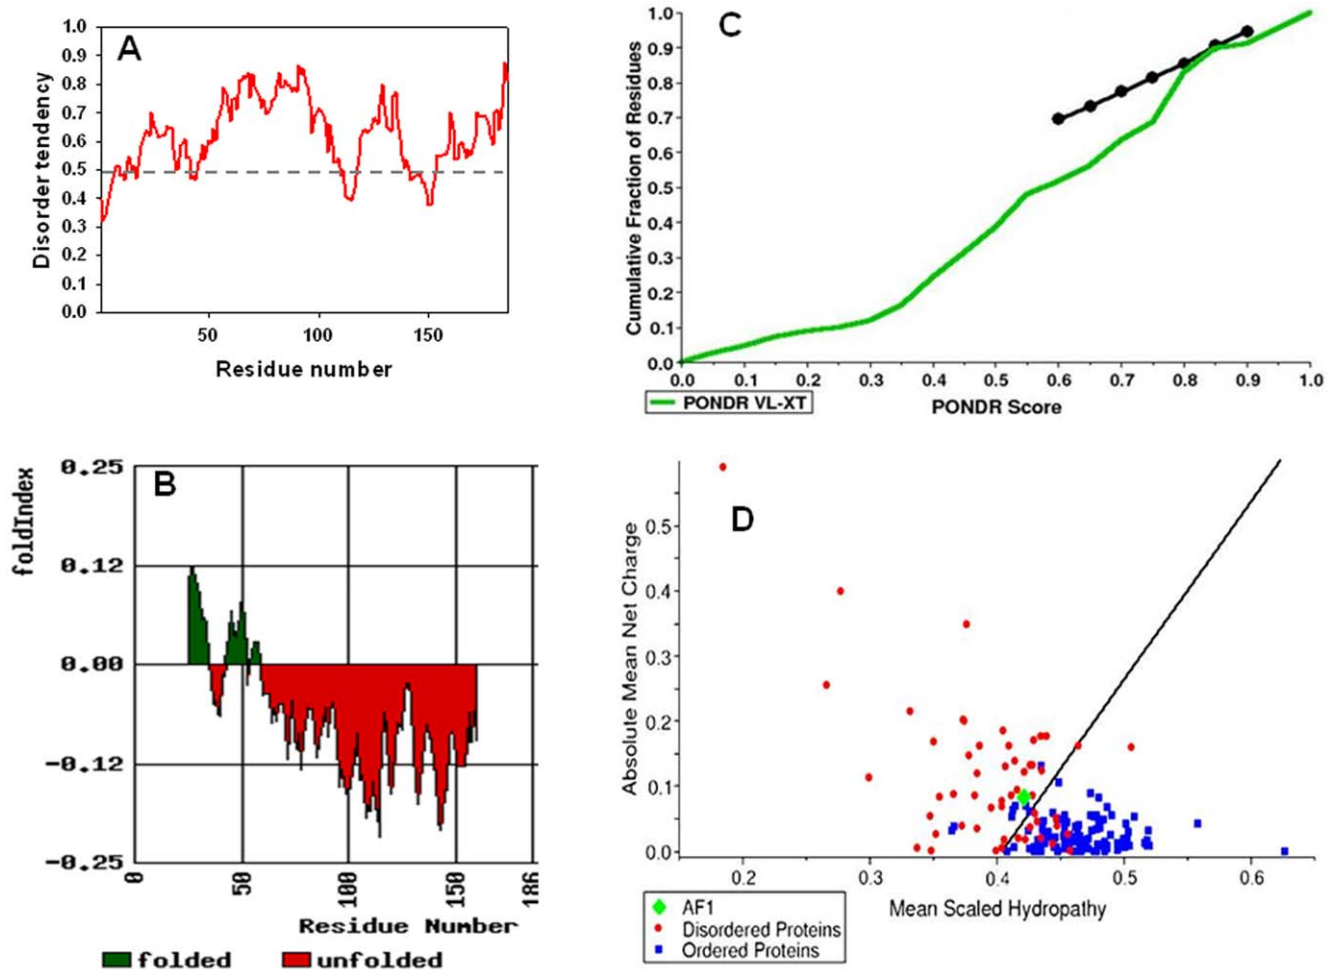 A
Disorder tendency
1.0
0.9
0.8
0.7
0.6
0.5
0.4
0.3
0.2
0.1
0.0
50 100 150
Residue number
C
Cumulative Fraction of Residues
1.0
0.9
0.8
0.7
0.6
0.5
0.4
0.3
0.2
0.1
0.0
0.0 0.1 0.2 0.3 0.4 0.5 0.6 0.7 0.8 0.9 1.0
PONDR VL-XT
PONDR Score
B
foldIndex
0.25
0.12
0.00
-0.12
-0.25
0 50 100 150 186
Residue Number
folded unfolded
D
Absolute Mean Net Charge
0.5
0.4
0.3
0.2
0.1
0.0
0.2 0.3 0.4 0.5 0.6
Mean Scaled Hydropathy
AF1
Disordered Proteins
Ordered Proteins